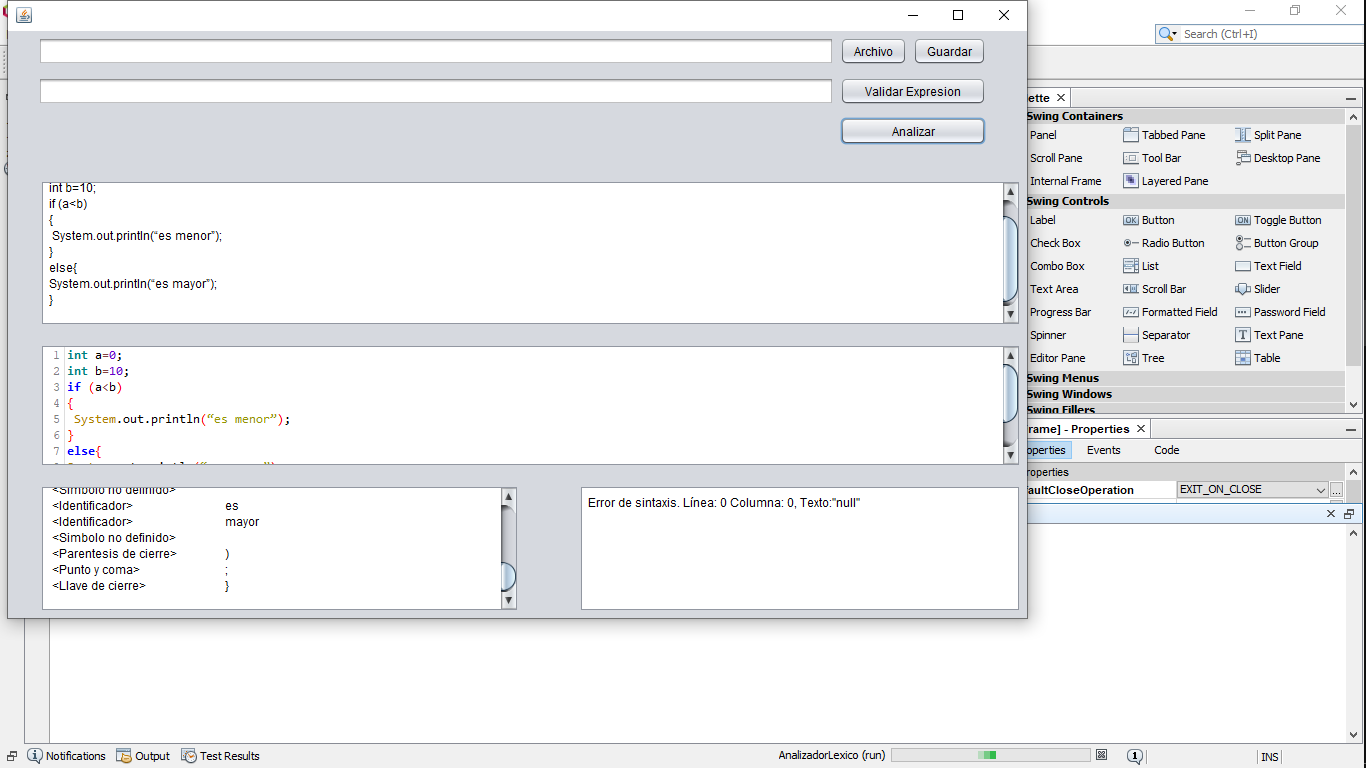 Archivo
Guardar
Validar Expresion
Analizar
int b=10;
if (a<b)
{
System.out.println(“es menor”);
}
else{
System.out.println(“es mayor”);
}
1 int a=0;
2 int b=10;
3 if (a<b)
4 {
5 System.out.println(“es menor”);
6 }
7 else{
<Simbolo no definido>
<Identificador> es
<Identificador> mayor
<Simbolo no definido>
<Parentesis de cierre> )
<Punto y coma> ;
<Llave de cierre> }
Error de sintaxis. Línea: 0 Columna: 0, Texto:"null"
Search (Ctrl+I)
ette
Swing Containers
Panel Tabbed Pane Split Pane
Scroll Pane Tool Bar Desktop Pane
Internal Frame Layered Pane
Swing Controls
Label OK Button ON Toggle Button
Check Box Radio Button Button Group
Combo Box List Text Field
Text Area Scroll Bar Slider
Progress Bar Formatted Field Password Field
Spinner Separator T Text Pane
Editor Pane Tree Table
Swing Menus
Swing Windows
Swing Fillers
rame] - Properties
operties Events Code
roperties
faultCloseOperation EXIT_ON_CLOSE ...
Notifications Output Test Results
AnalizadorLexico (run)
1
INS